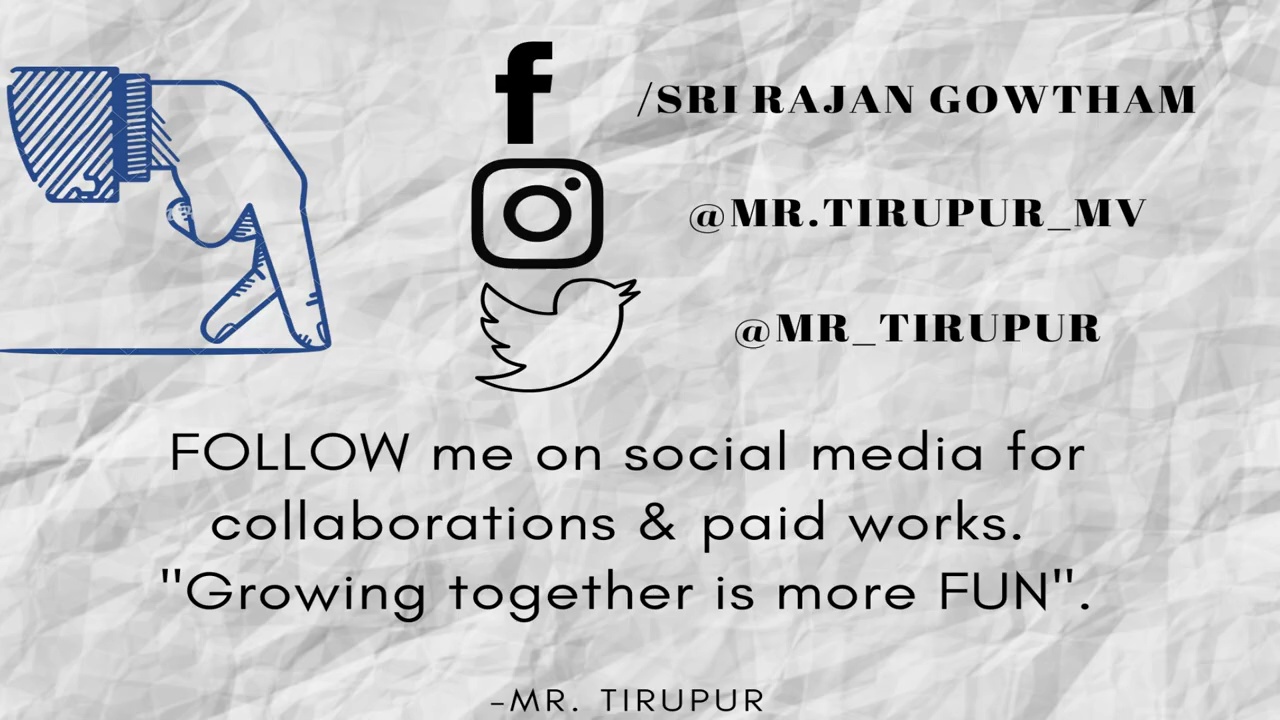 /SRI RAJAN GOWTHAM
@MR.TIRUPUR_MV
@MR_TIRUPUR
FOLLOW me on social media for
collaborations & paid works.
"Growing together is more FUN".
-MR. TIRUPUR